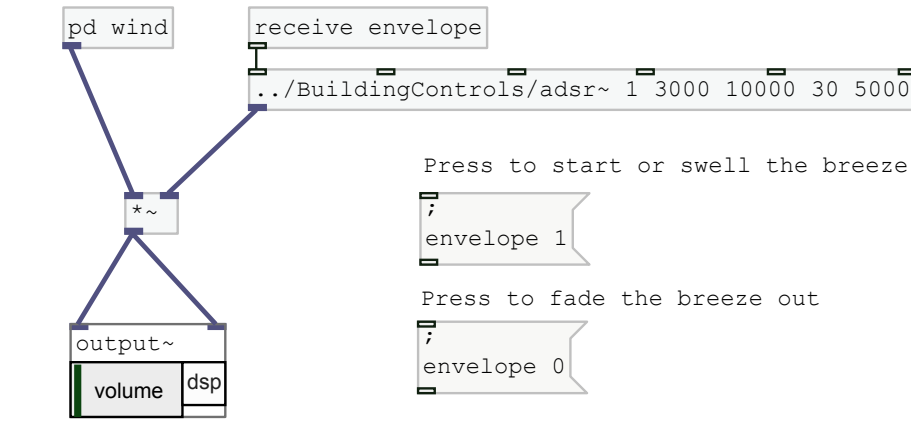 pd wind
receive envelope
../BuildingControls/adsr~ 1 3000 10000 30 5000
Press to start or swell the breeze
;
envelope 1
*~
Press to fade the breeze out
;
envelope 0
output~
volume
dsp